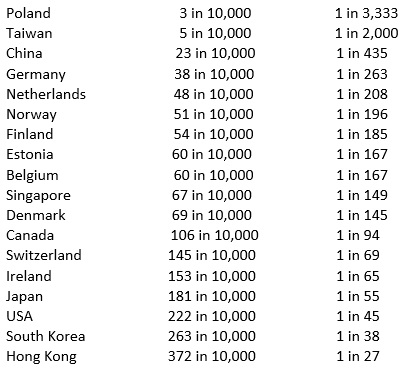 Poland 3 in 10,000 1 in 3,333
Taiwan 5 in 10,000 1 in 2,000
China 23 in 10,000 1 in 435
Germany 38 in 10,000 1 in 263
Netherlands 48 in 10,000 1 in 208
Norway 51 in 10,000 1 in 196
Finland 54 in 10,000 1 in 185
Estonia 60 in 10,000 1 in 167
Belgium 60 in 10,000 1 in 167
Singapore 67 in 10,000 1 in 149
Denmark 69 in 10,000 1 in 145
Canada 106 in 10,000 1 in 94
Switzerland 145 in 10,000 1 in 69
Ireland 153 in 10,000 1 in 65
Japan 181 in 10,000 1 in 55
USA 222 in 10,000 1 in 45
South Korea 263 in 10,000 1 in 38
Hong Kong 372 in 10,000 1 in 27